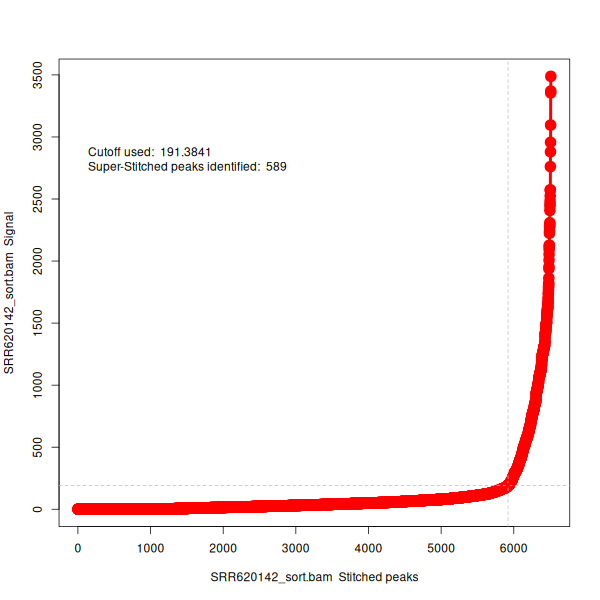 Cutoff used: 191.3841
Super-Stitched peaks identified: 589
3500
3000
2500
2000
1500
1000
500
0
SRR620142_sort.bam Signal
0 1000 2000 3000 4000 5000 6000
SRR620142_sort.bam Stitched peaks